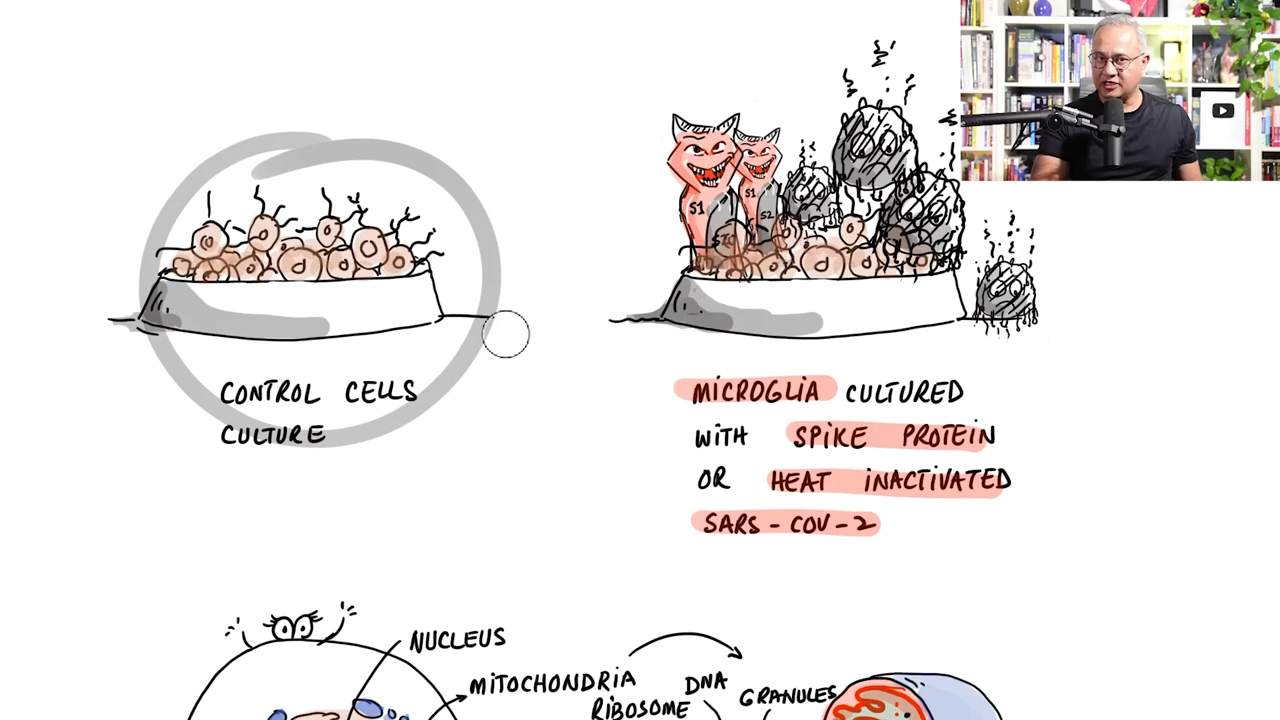 S1
S1
S2
CONTROL CELLS
CULTURE
MICROGLIA CULTURED
WITH SPIKE PROTEIN
OR HEAT INACTIVATED
SARS-COV-2
NUCLEUS
MITOCHONDRIA
RIBOSOME
DNA
GRANULES